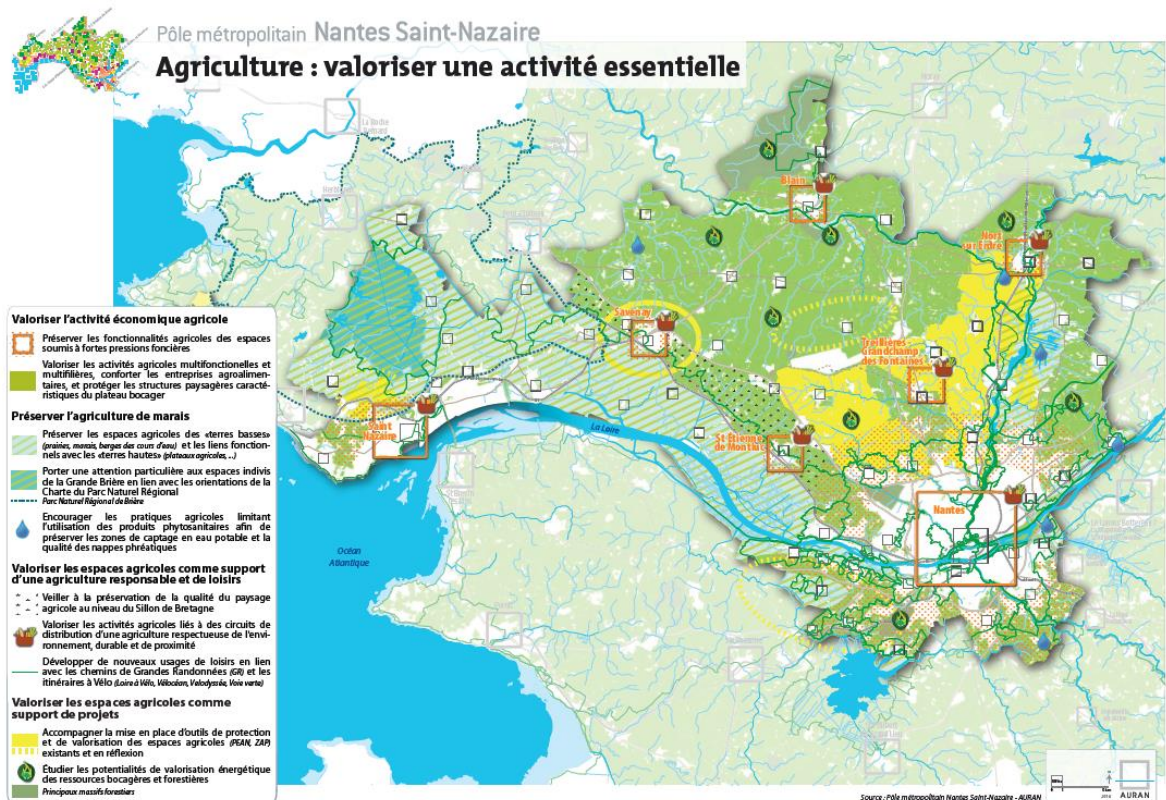 Pôle métropolitain Nantes Saint-Nazaire
Agriculture : valoriser une activité essentielle
La Roche
Bernard
Herbignac
Blain
Nort
sur Erdre
Savenay
Treillières
Grandchamp
des Fontaines
Saint
Nazaire
St Étienne
de Montluc
La Loire
Nantes
Océan
Atlantique
Valoriser l'activité économique agricole
Préserver les fonctionnalités agricoles des espaces
soumis à fortes pressions foncières
Valoriser les activités agricoles multifonctionelles et
multifilières, conforter les entreprises agroalimen-
taires, et protéger les structures paysagères caracté-
ristiques du plateau bocager
Préserver l'agriculture de marais
Préserver les espaces agricoles des «terres basses»
(prairies, marais, berges des cours d'eau) et les liens fonction-
nels avec les «terres hautes» (plateaux agricoles, ...)
Porter une attention particulière aux espaces indivis
de la Grande Brière en lien avec les orientations de la
Charte du Parc Naturel Régional
Parc Naturel Régional de Brière
Encourager les pratiques agricoles limitant
l'utilisation des produits phytosanitaires afin de
préserver les zones de captage en eau potable et la
qualité des nappes phréatiques
Valoriser les espaces agricoles comme support
d'une agriculture responsable et de loisirs
Veiller à la préservation de la qualité du paysage
agricole au niveau du Sillon de Bretagne
Valoriser les activités agricoles liés à des circuits de
distribution d'une agriculture respectueuse de l'envi-
ronnement, durable et de proximité
Développer de nouveaux usages de loisirs en lien
avec les chemins de Grandes Randonnées (GR) et les
itinéraires à Vélo (Loire à Vélo, Vélocéan, Velodyssée, Voie verte)
Valoriser les espaces agricoles comme
support de projets
Accompagner la mise en place d'outils de protection
et de valorisation des espaces agricoles (PEAN, ZAP)
existants et en réflexion
Étudier les potentialités de valorisation énergétique
des ressources bocagères et forestières
Principaux massifs forestiers
Source : Pôle métropolitain Nantes Saint-Nazaire - AURAN
AURAN